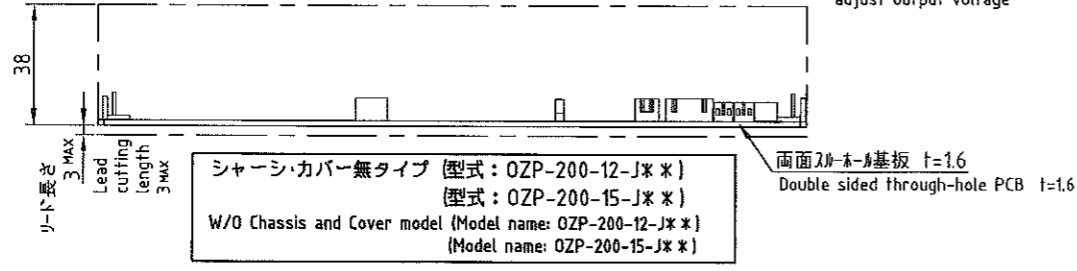 adjust output voltage
38
リード長さ
3 MAX
Lead
cutting
length
3 MAX
シャーシ・カバー無タイプ (型式：OZP-200-12-J**)
(型式：OZP-200-15-J**)
W/O Chassis and Cover model (Model name: OZP-200-12-J**)
(Model name: OZP-200-15-J**)
両面スルーホール基板 t=1.6
Double sided through-hole PCB t=1.6